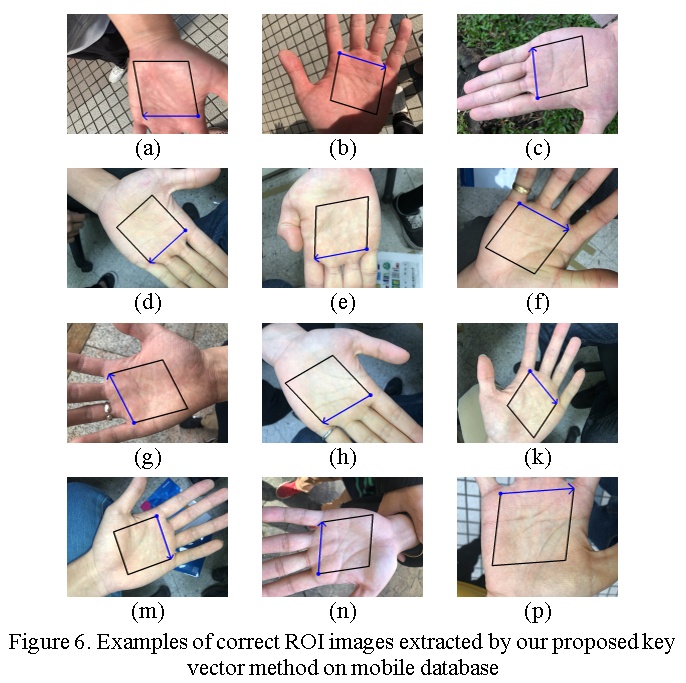 (a) (b) (c)
(d) (e) (f)
(g) (h) (k)
(m) (n) (p)
Figure 6. Examples of correct ROI images extracted by our proposed key
vector method on mobile database